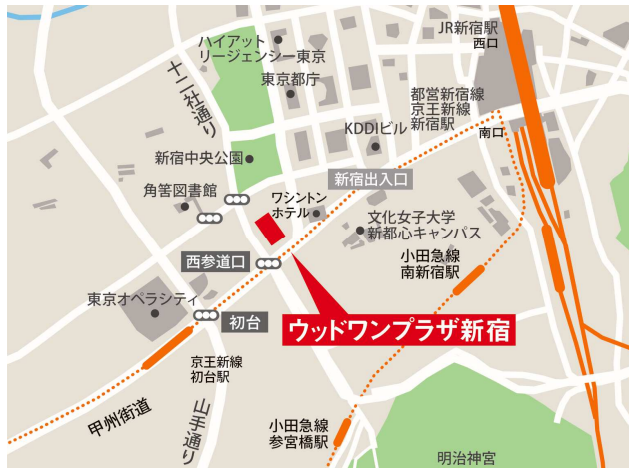 JR新宿駅
西口
ハイアット
リージェンシー東京
十二社通り
東京都庁
都営新宿線
京王新線
新宿駅
KDDIビル
南口
新宿中央公園
新宿出入口
角筈図書館
ワシントン
ホテル
文化女子大学
新都心キャンパス
西参道口
小田急線
南新宿駅
東京オペラシティ
初台
ウッドワンプラザ新宿
京王新線
初台駅
甲州街道
山手通り
小田急線
参宮橋駅
明治神宮